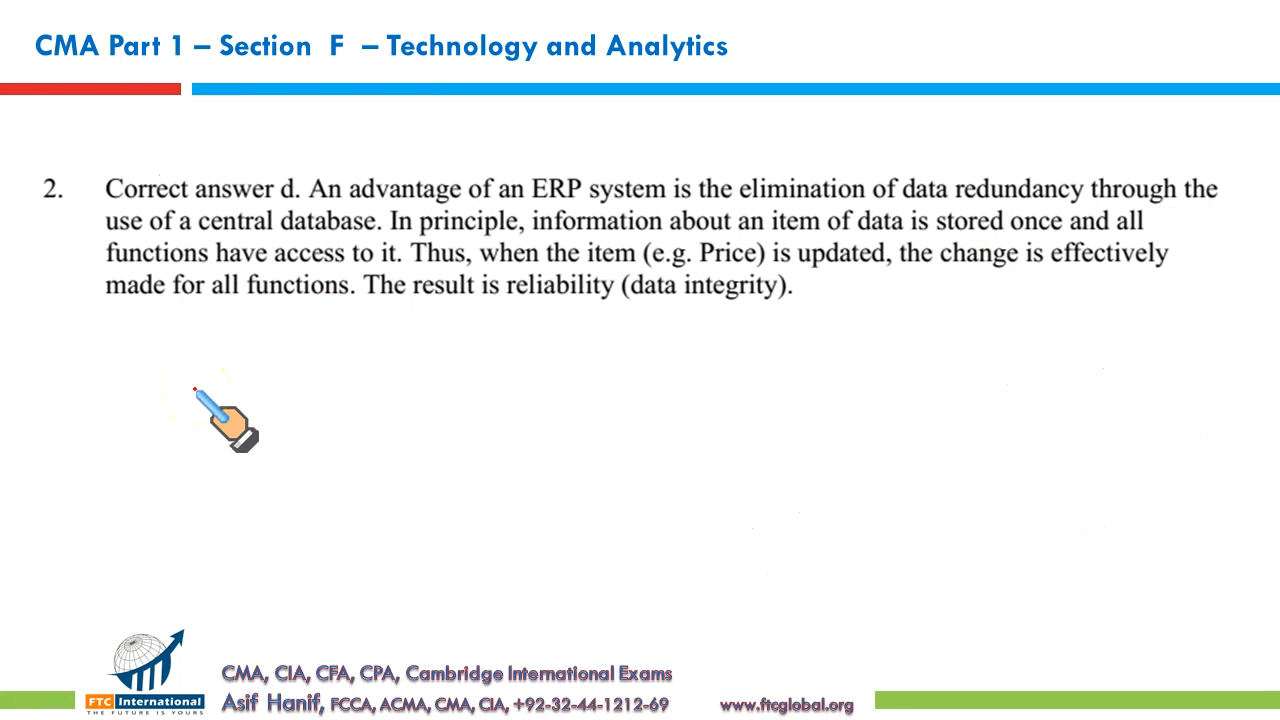 CMA Part 1 – Section F – Technology and Analytics
2. Correct answer d. An advantage of an ERP system is the elimination of data redundancy through the
use of a central database. In principle, information about an item of data is stored once and all
functions have access to it. Thus, when the item (e.g. Price) is updated, the change is effectively
made for all functions. The result is reliability (data integrity).
FTC International
THE FUTURE IS YOURS
CMA, CIA, CFA, CPA, Cambridge International Exams
Asif Hanif, FCCA, ACMA, CMA, CIA, +92-32-44-1212-69 www.ftcglobal.org